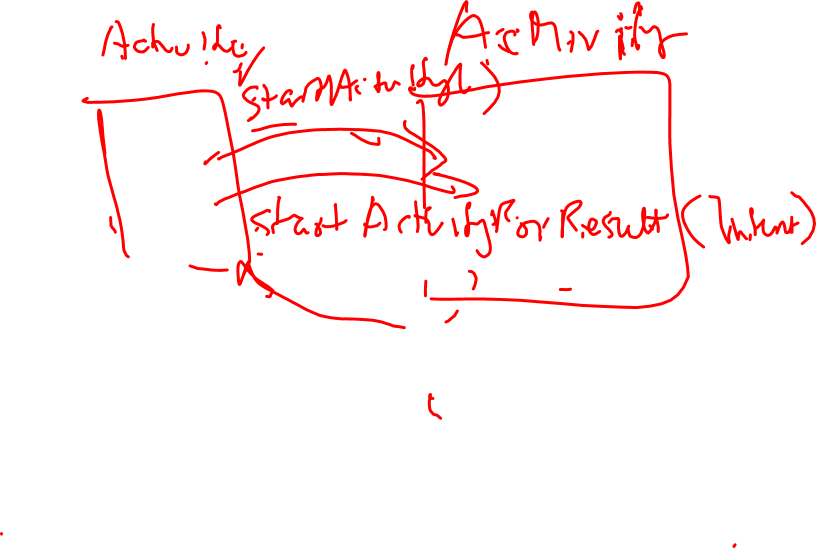 Activity
Activity
startActivity( )
startActivityForResult (Intent)